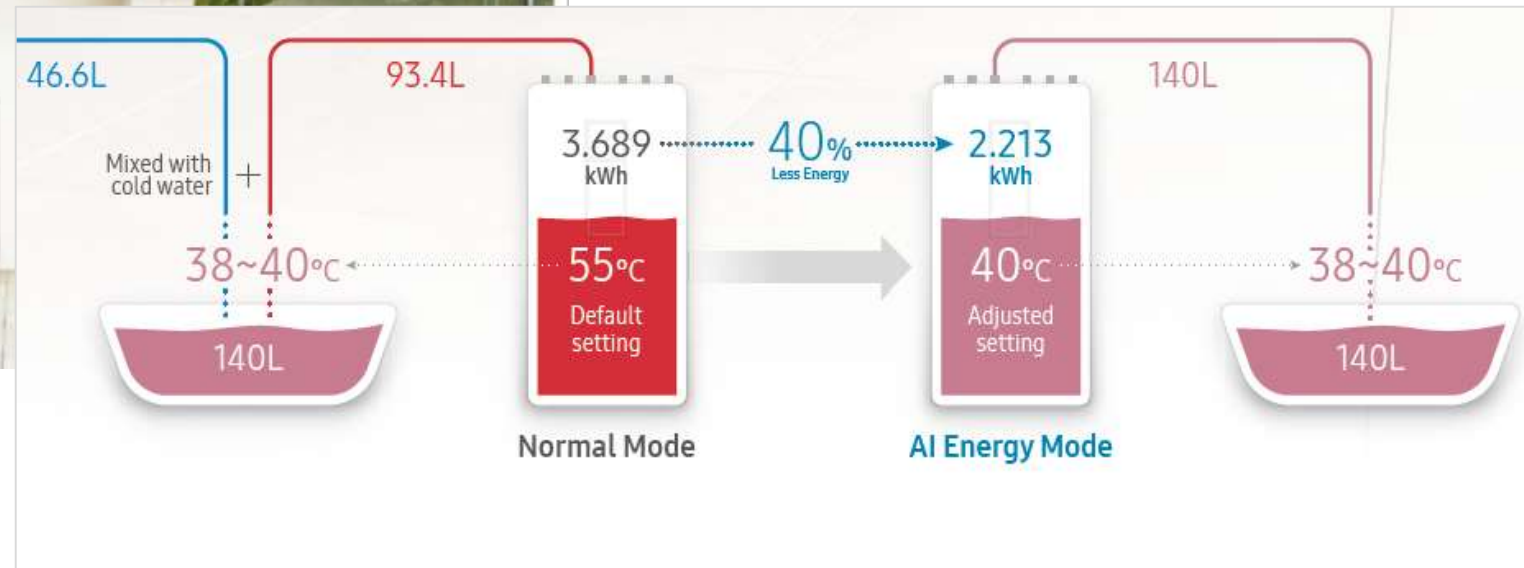 46.6L
93.4L
Mixed with
cold water
+
38~40°C
140L
3.689
kWh
55°C
Default
setting
Normal Mode
40%
Less Energy
2.213
kWh
40°C
Adjusted
setting
AI Energy Mode
140L
38~40°C
140L